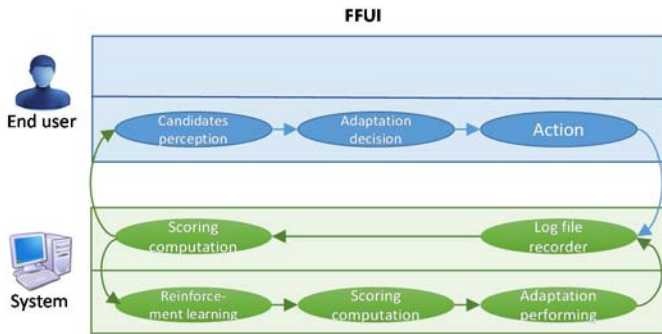 FFUI
End user
Candidates
perception
Adaptation
decision
Action
Scoring
computation
Log file
recorder
System
Reinforce-
ment learning
Scoring
computation
Adaptation
performing